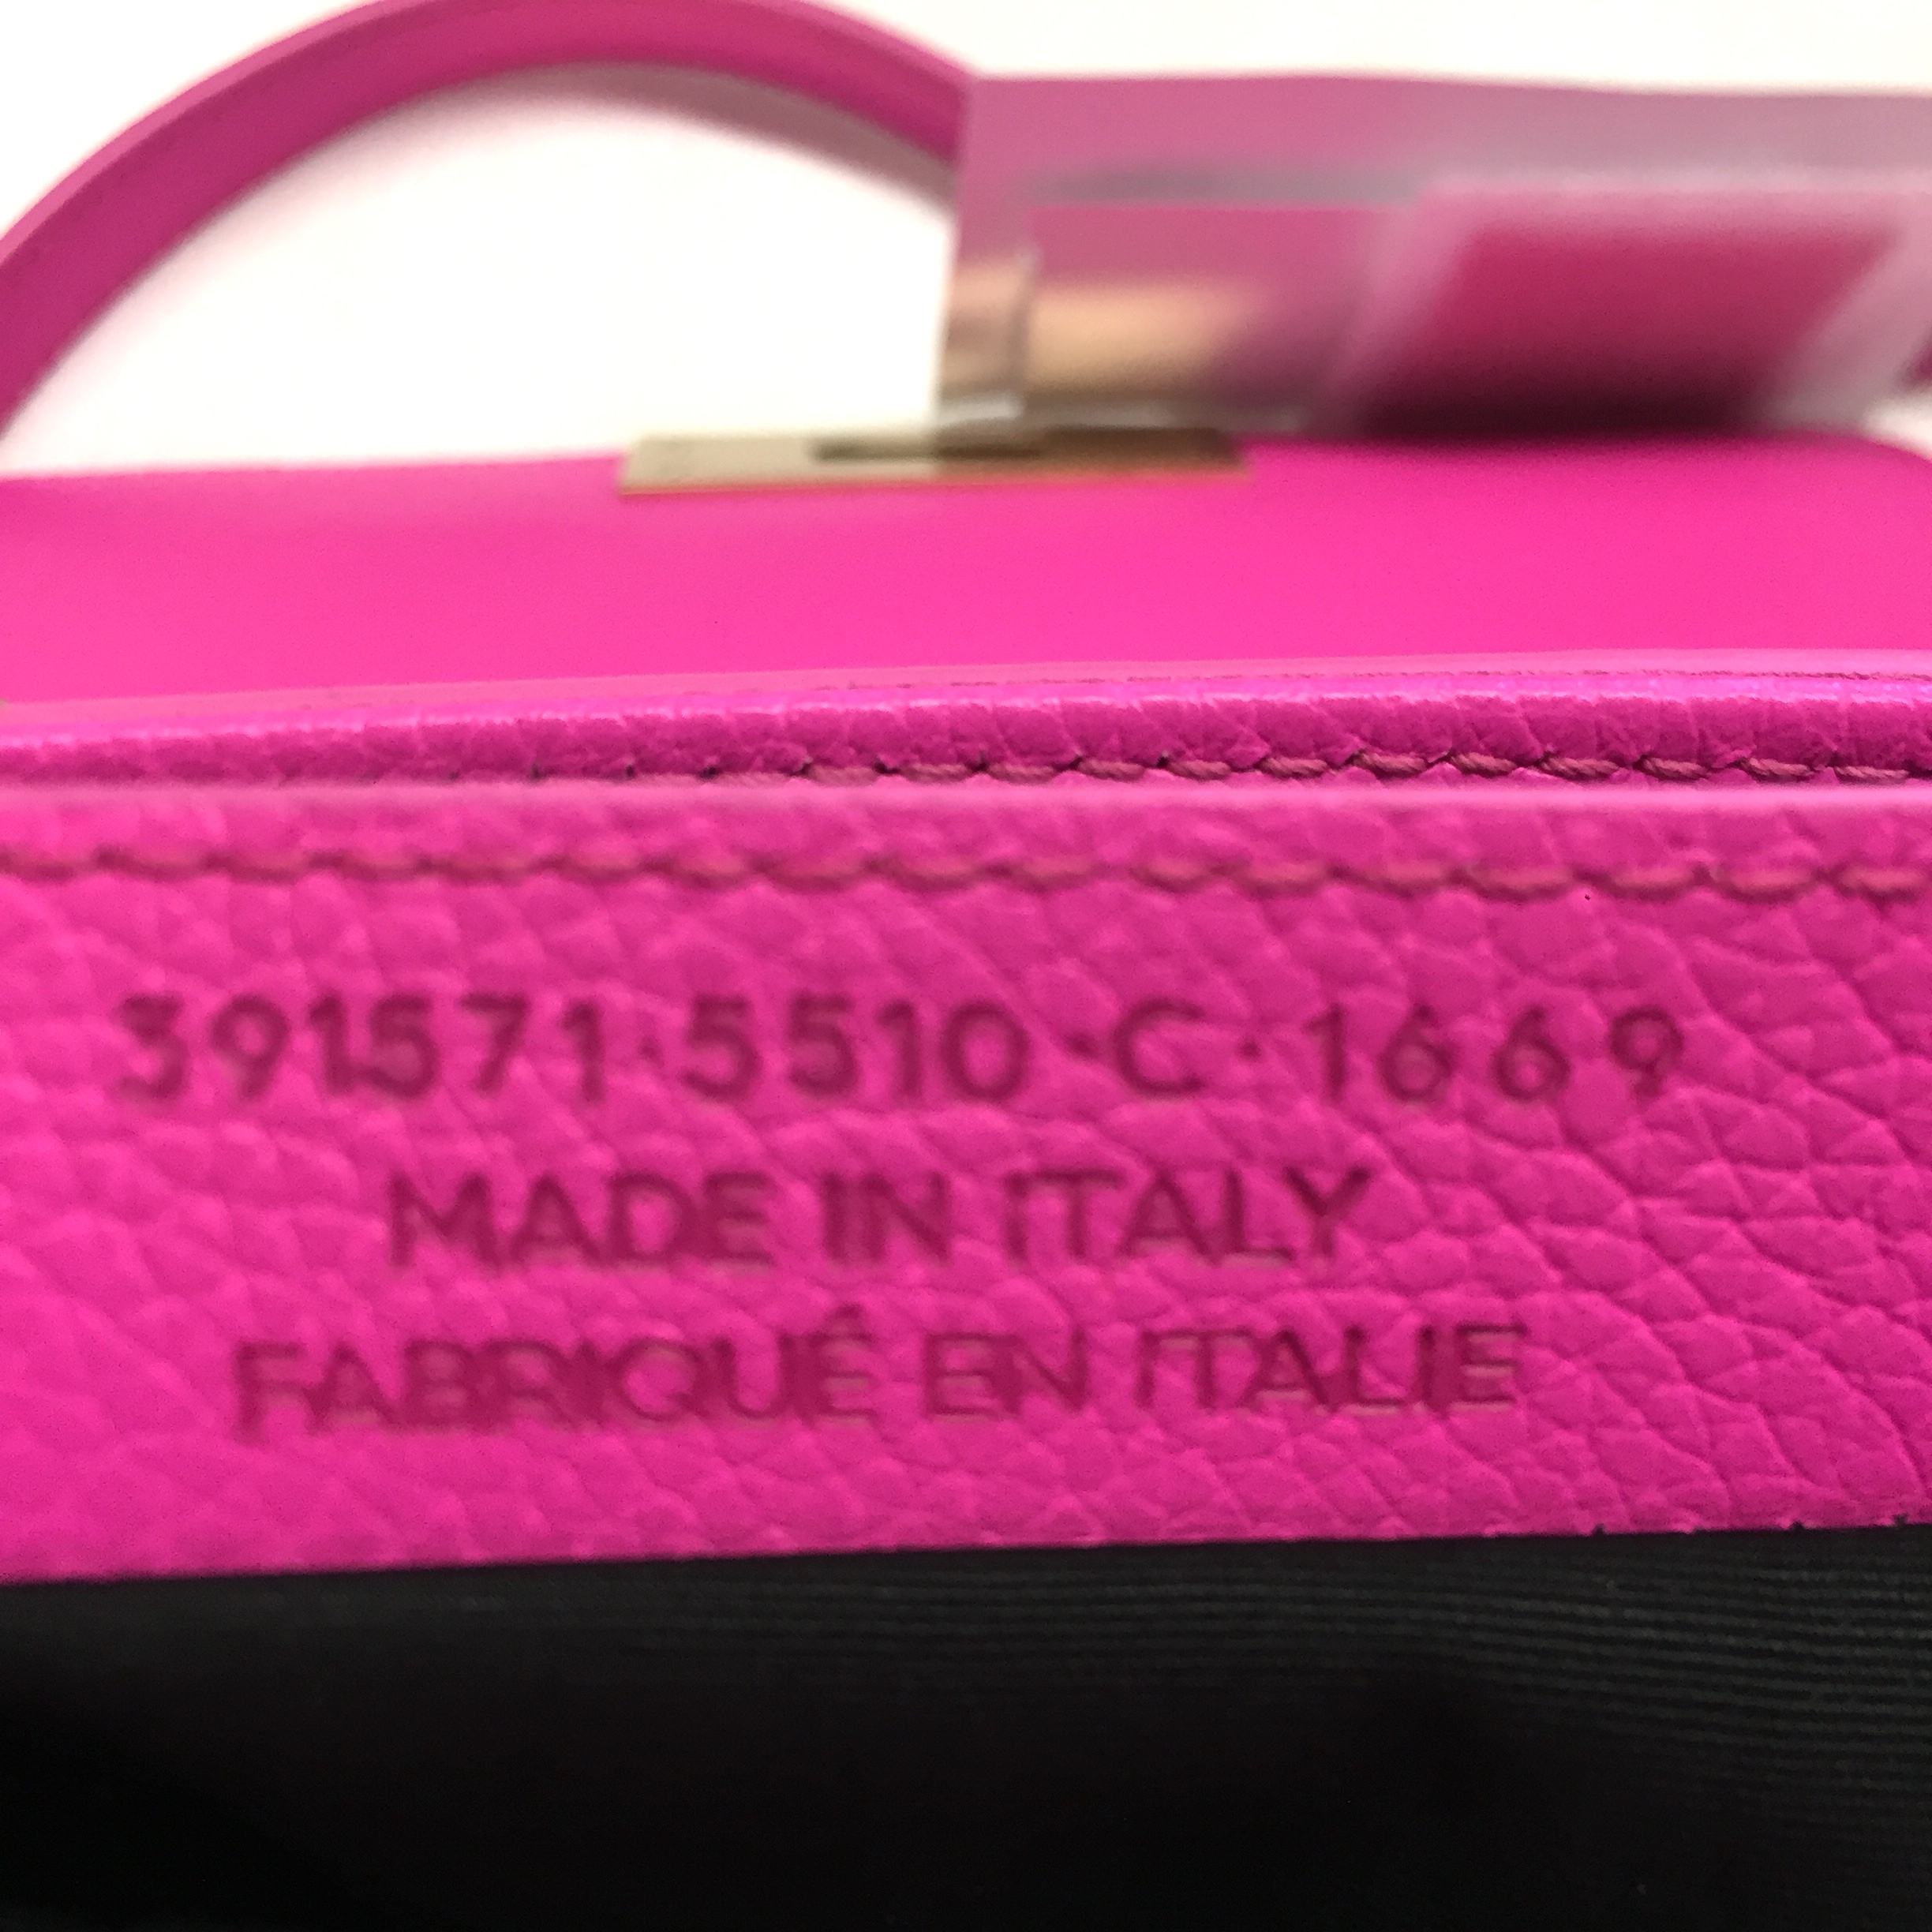 391571·5510·C·1669
MADE IN ITALY
FABRIQUÉ EN ITALIE